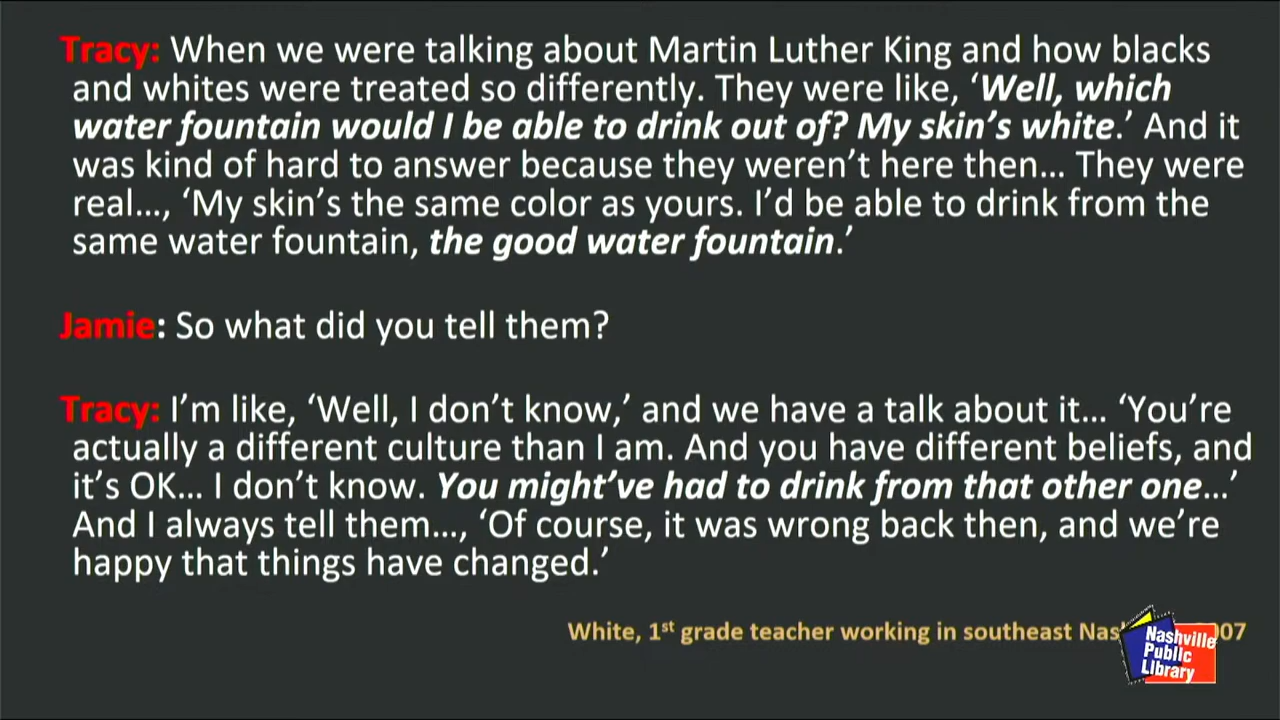 Tracy: When we were talking about Martin Luther King and how blacks
and whites were treated so differently. They were like, ‘Well, which
water fountain would I be able to drink out of? My skin’s white.’ And it
was kind of hard to answer because they weren’t here then… They were
real…, ‘My skin’s the same color as yours. I’d be able to drink from the
same water fountain, the good water fountain.’
Jamie: So what did you tell them?
Tracy: I’m like, ‘Well, I don’t know,’ and we have a talk about it… ‘You’re
actually a different culture than I am. And you have different beliefs, and
it’s OK… I don’t know. You might’ve had to drink from that other one…’
And I always tell them…, ‘Of course, it was wrong back then, and we’re
happy that things have changed.’
White, 1st grade teacher working in southeast
Nashville
Public
Library